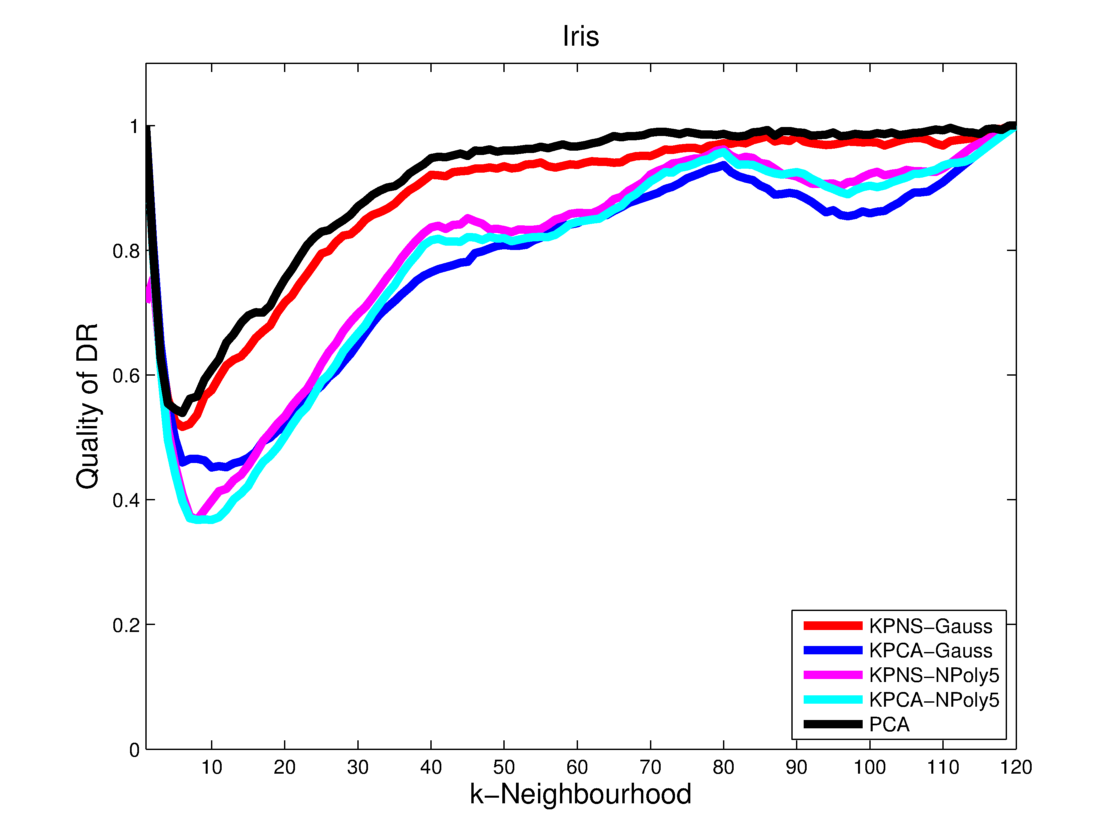 Iris
Quality of DR
1
0.8
0.6
0.4
0.2
0
10 20 30 40 50 60 70 80 90 100 110 120
k−Neighbourhood
KPNS−Gauss
KPCA−Gauss
KPNS−NPoly5
KPCA−NPoly5
PCA